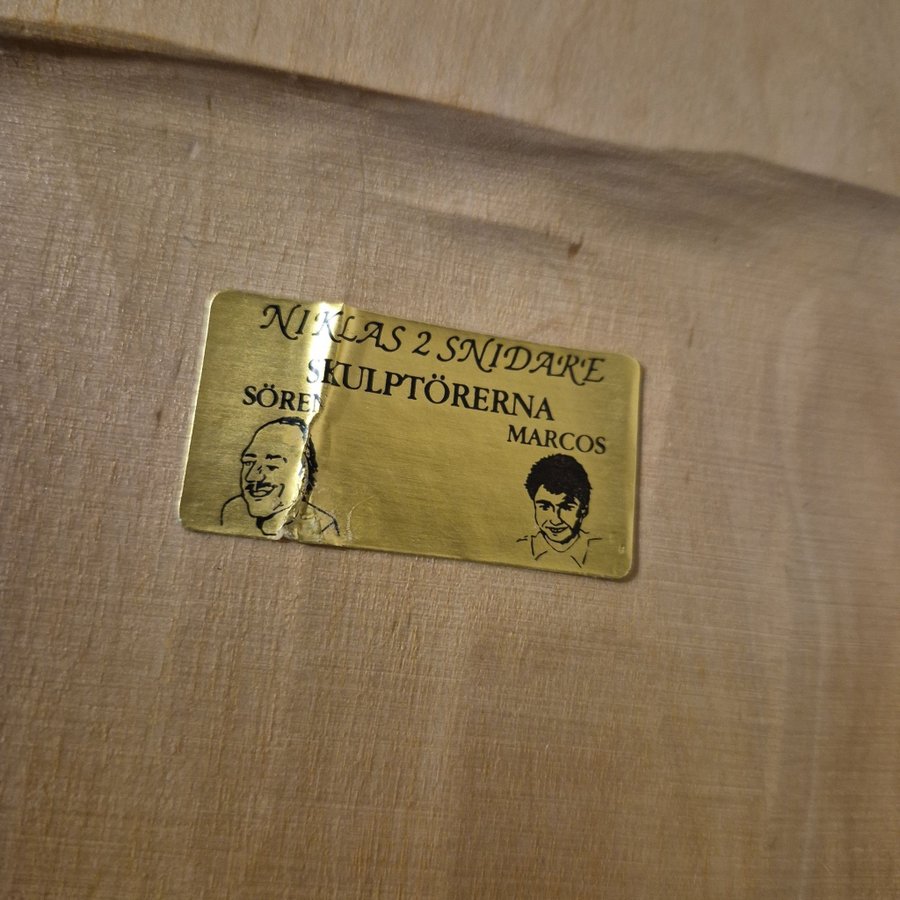 NIKLAS 2 SNIDARE
SKULPTÖRERNA
SÖREN
MARCOS